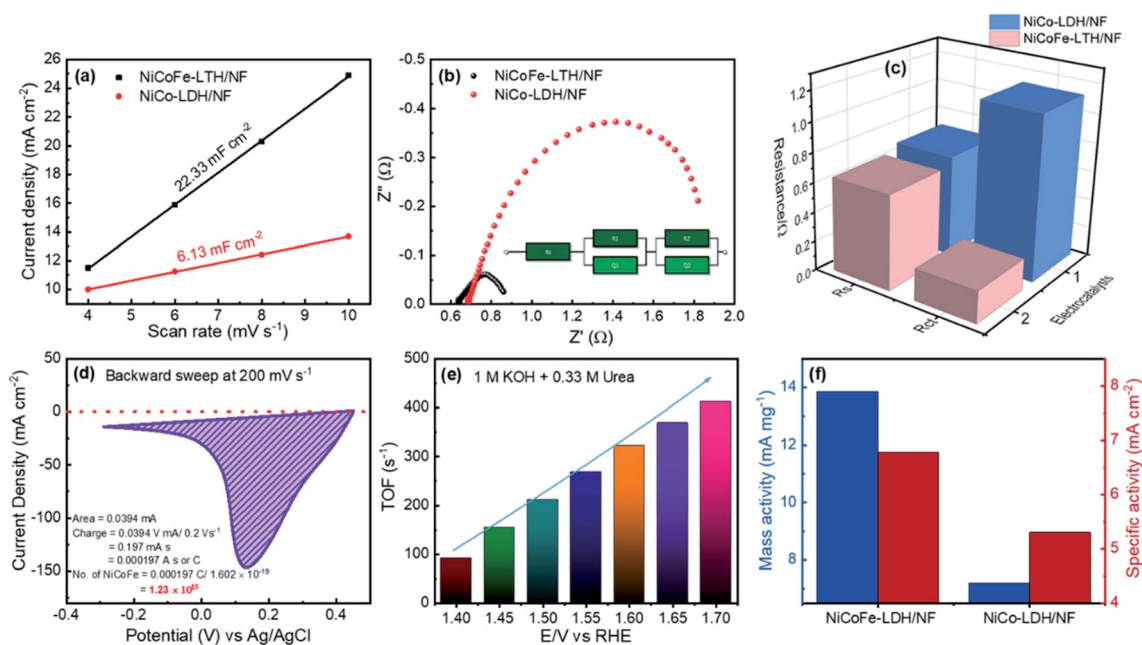 (a)
NiCoFe-LTH/NF
NiCo-LDH/NF
22.33 mF cm⁻²
6.13 mF cm⁻²
26
24
22
20
18
16
14
12
10
4 5 6 7 8 9 10
Current density (mA cm⁻²)
Scan rate (mV s⁻¹)
(b)
NiCoFe-LTH/NF
NiCo-LDH/NF
-0.5
-0.4
-0.3
-0.2
-0.1
0.0
0.4 0.6 0.8 1.0 1.2 1.4 1.6 1.8 2.0
Z'' (Ω)
Z' (Ω)
NiCo-LDH/NF
NiCoFe-LTH/NF
(c)
1.2
1.0
0.8
0.6
0.4
0.2
0.0
Resistance/Ω
Rs
Rct
1
2
Electrocatalysts
(d) Backward sweep at 200 mV s⁻¹
50
0
-50
-100
-150
Area = 0.0394 mA
Charge = 0.0394 V mA/ 0.2 Vs⁻¹
= 0.197 mA s
= 0.000197 A s or C
No. of NiCoFe = 0.000197 C/ 1.602 × 10⁻¹⁹
= 1.23 × 10¹⁵
-0.4 -0.2 0.0 0.2 0.4
Current Density (mA cm⁻²)
Potential (V) vs Ag/AgCl
(e) 1 M KOH + 0.33 M Urea
500
400
300
200
100
0
1.40 1.45 1.50 1.55 1.60 1.65 1.70
TOF (s⁻¹)
E/V vs RHE
(f)
14
12
10
8
Mass activity (mA mg⁻¹)
8
7
6
5
4
Specific activity (mA cm⁻²)
NiCoFe-LDH/NF NiCo-LDH/NF